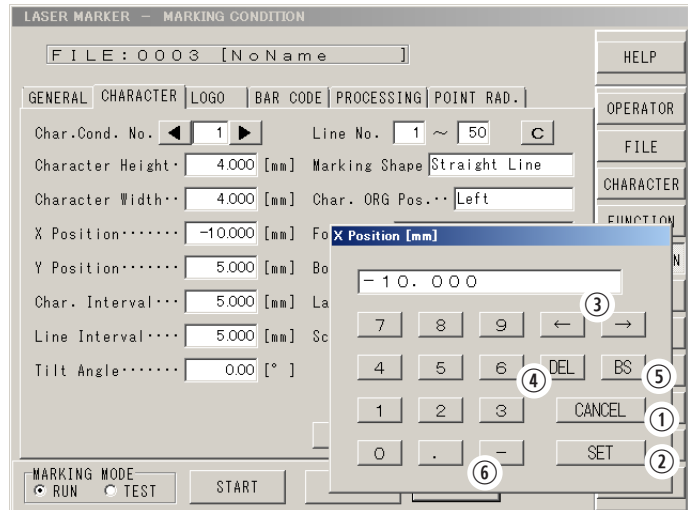 LASER MARKER － MARKING CONDITION
FILE:0003 [NoName ]
HELP
GENERAL CHARACTER LOGO BAR CODE PROCESSING POINT RAD.
OPERATOR
FILE
CHARACTER
FUNCTION
Char.Cond. No. ◀ 1 ▶ Line No. 1 ～ 50 C
Character Height･ 4.000 [mm] Marking Shape Straight Line
Character Width･･ 4.000 [mm] Char. ORG Pos.･･ Left
X Position･･･････ -10.000 [mm] Fo
Y Position･･･････ 5.000 [mm] Bo
Char. Interval･･･ 5.000 [mm] La
Line Interval････ 5.000 [mm] Sc
Tilt Angle･･･････ 0.00 [° ]
N
X Position [mm]
-10.000
③
7 8 9 ← →
4 5 6 ④ DEL BS ⑤
1 2 3 CANCEL ①
0 . - SET ②
⑥
MARKING MODE
RUN TEST START